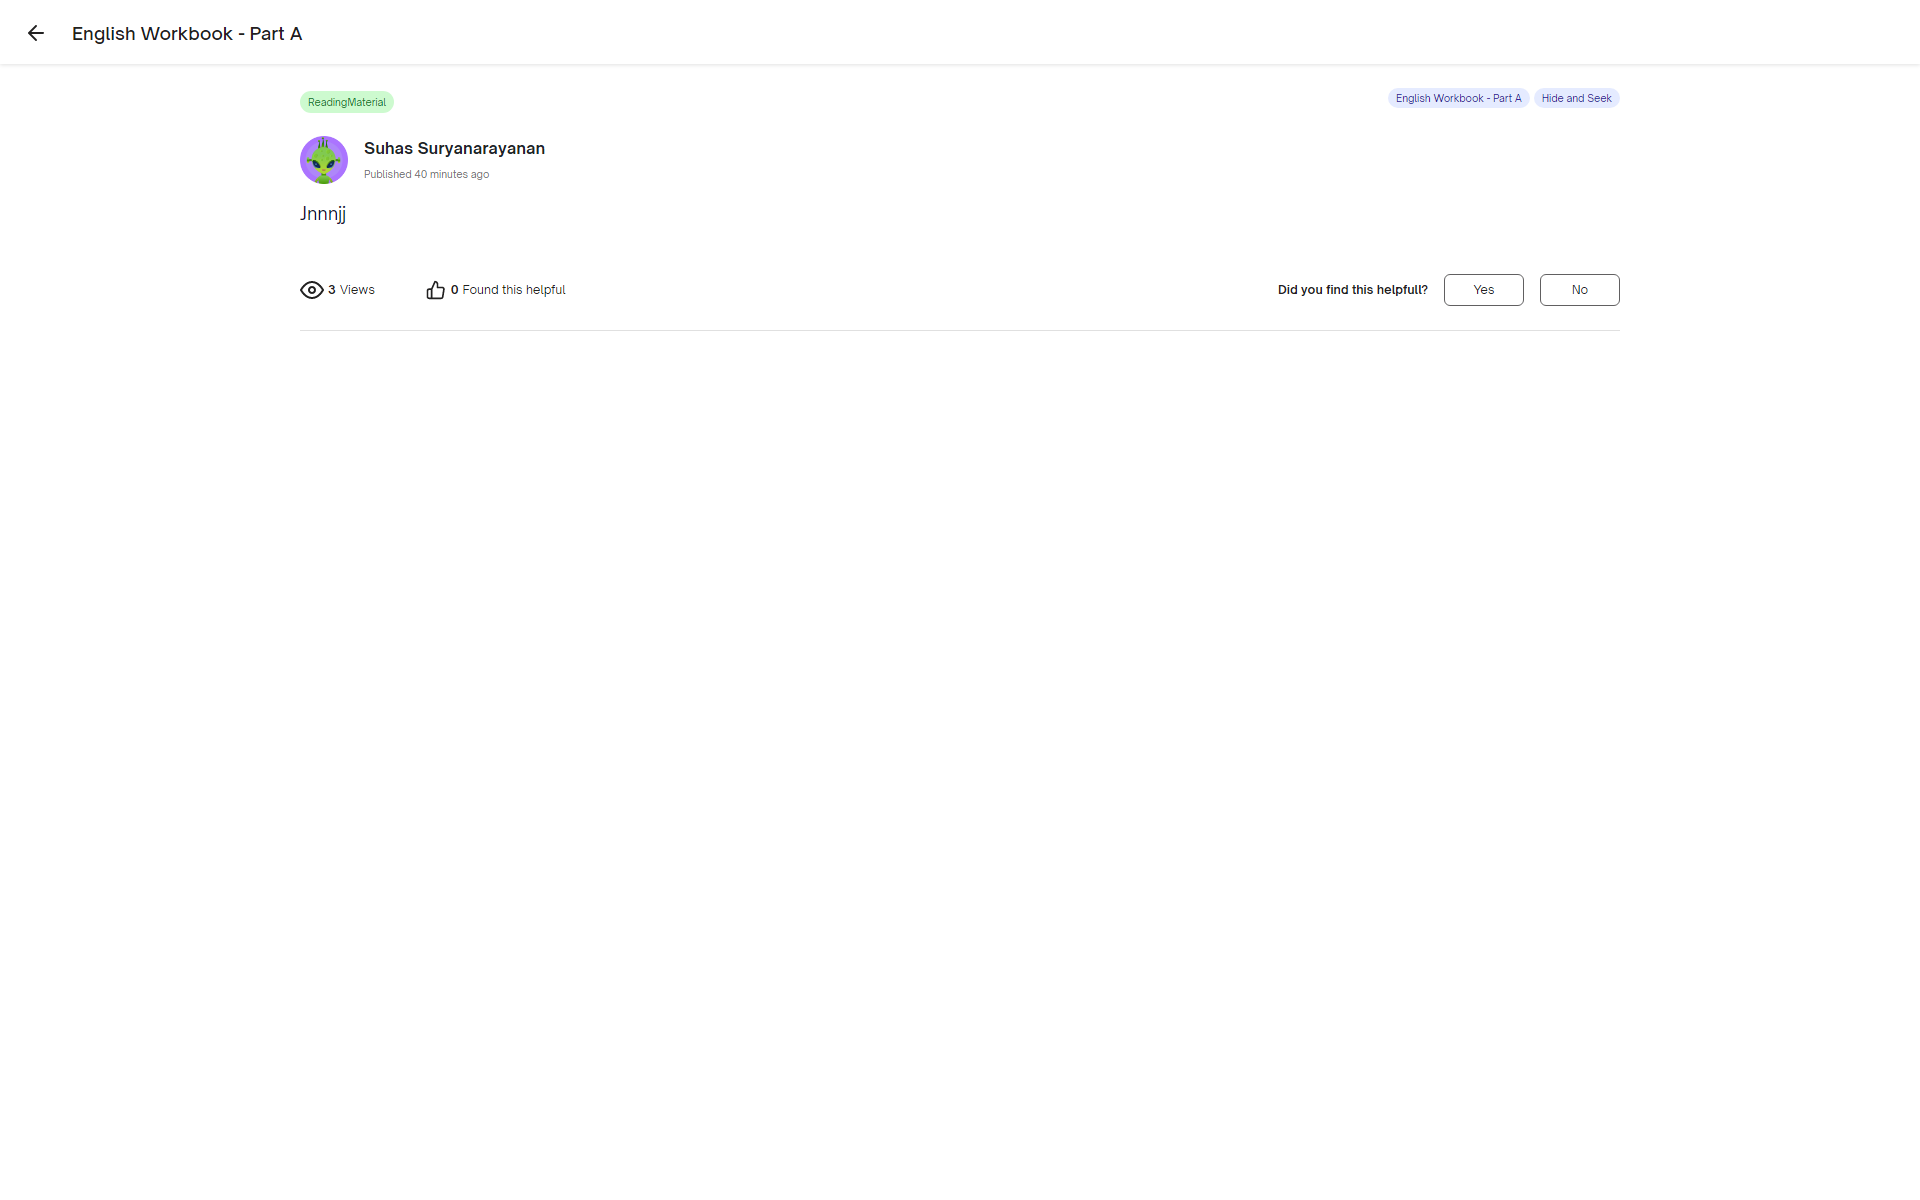 English Workbook - Part A
ReadingMaterial
English Workbook - Part A
Hide and Seek
Suhas Suryanarayanan
Published 40 minutes ago
Jnnnjj
3 Views
0 Found this helpful
Did you find this helpfull?
Yes
No